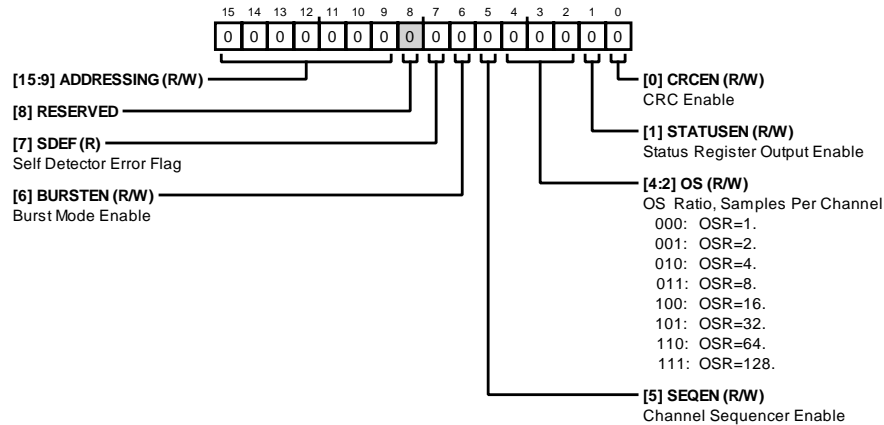 15 14 13 12 11 10 9 8 7 6 5 4 3 2 1 0
0 0 0 0 0 0 0 0 0 0 0 0 0 0 0 0
[15:9] ADDRESSING (R/W)
[8] RESERVED
[7] SDEF (R)
Self Detector Error Flag
[6] BURSTEN (R/W)
Burst Mode Enable
[0] CRCEN (R/W)
CRC Enable
[1] STATUSEN (R/W)
Status Register Output Enable
[4:2] OS (R/W)
OS Ratio, Samples Per Channel
000: OSR=1.
001: OSR=2.
010: OSR=4.
011: OSR=8.
100: OSR=16.
101: OSR=32.
110: OSR=64.
111: OSR=128.
[5] SEQEN (R/W)
Channel Sequencer Enable